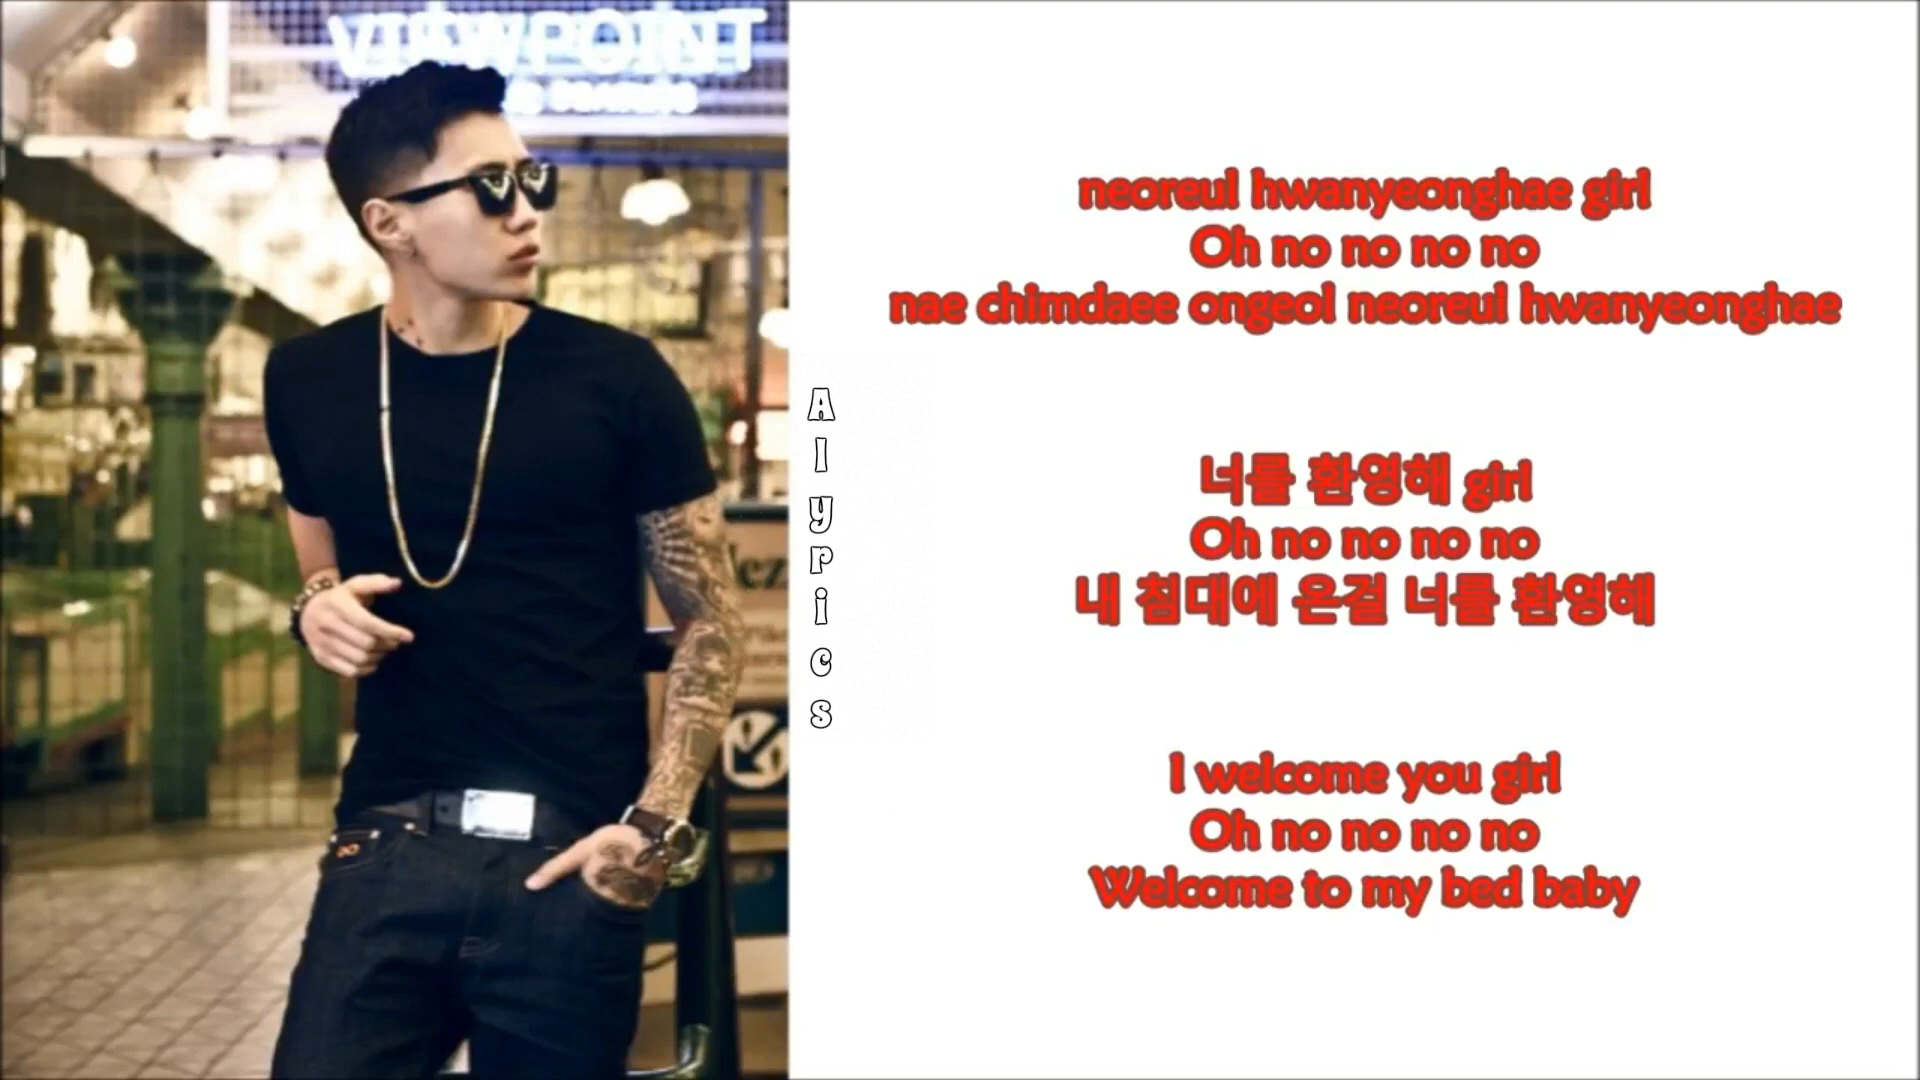 VIEWPOINT
neoreul hwanyeonghae girl
Oh no no no no
nae chimdaee ongeol neoreul hwanyeonghae
너를 환영해 girl
Oh no no no no
내 침대에 온걸 너를 환영해
I welcome you girl
Oh no no no no
Welcome to my bed baby
Alypics